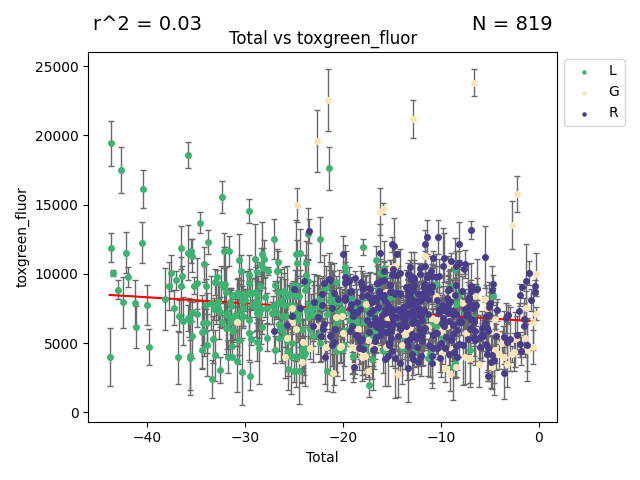 r^2 = 0.03
N = 819
Total vs toxgreen_fluor
25000
20000
15000
10000
5000
0
toxgreen_fluor
−40
−30
−20
−10
0
Total
L
G
R